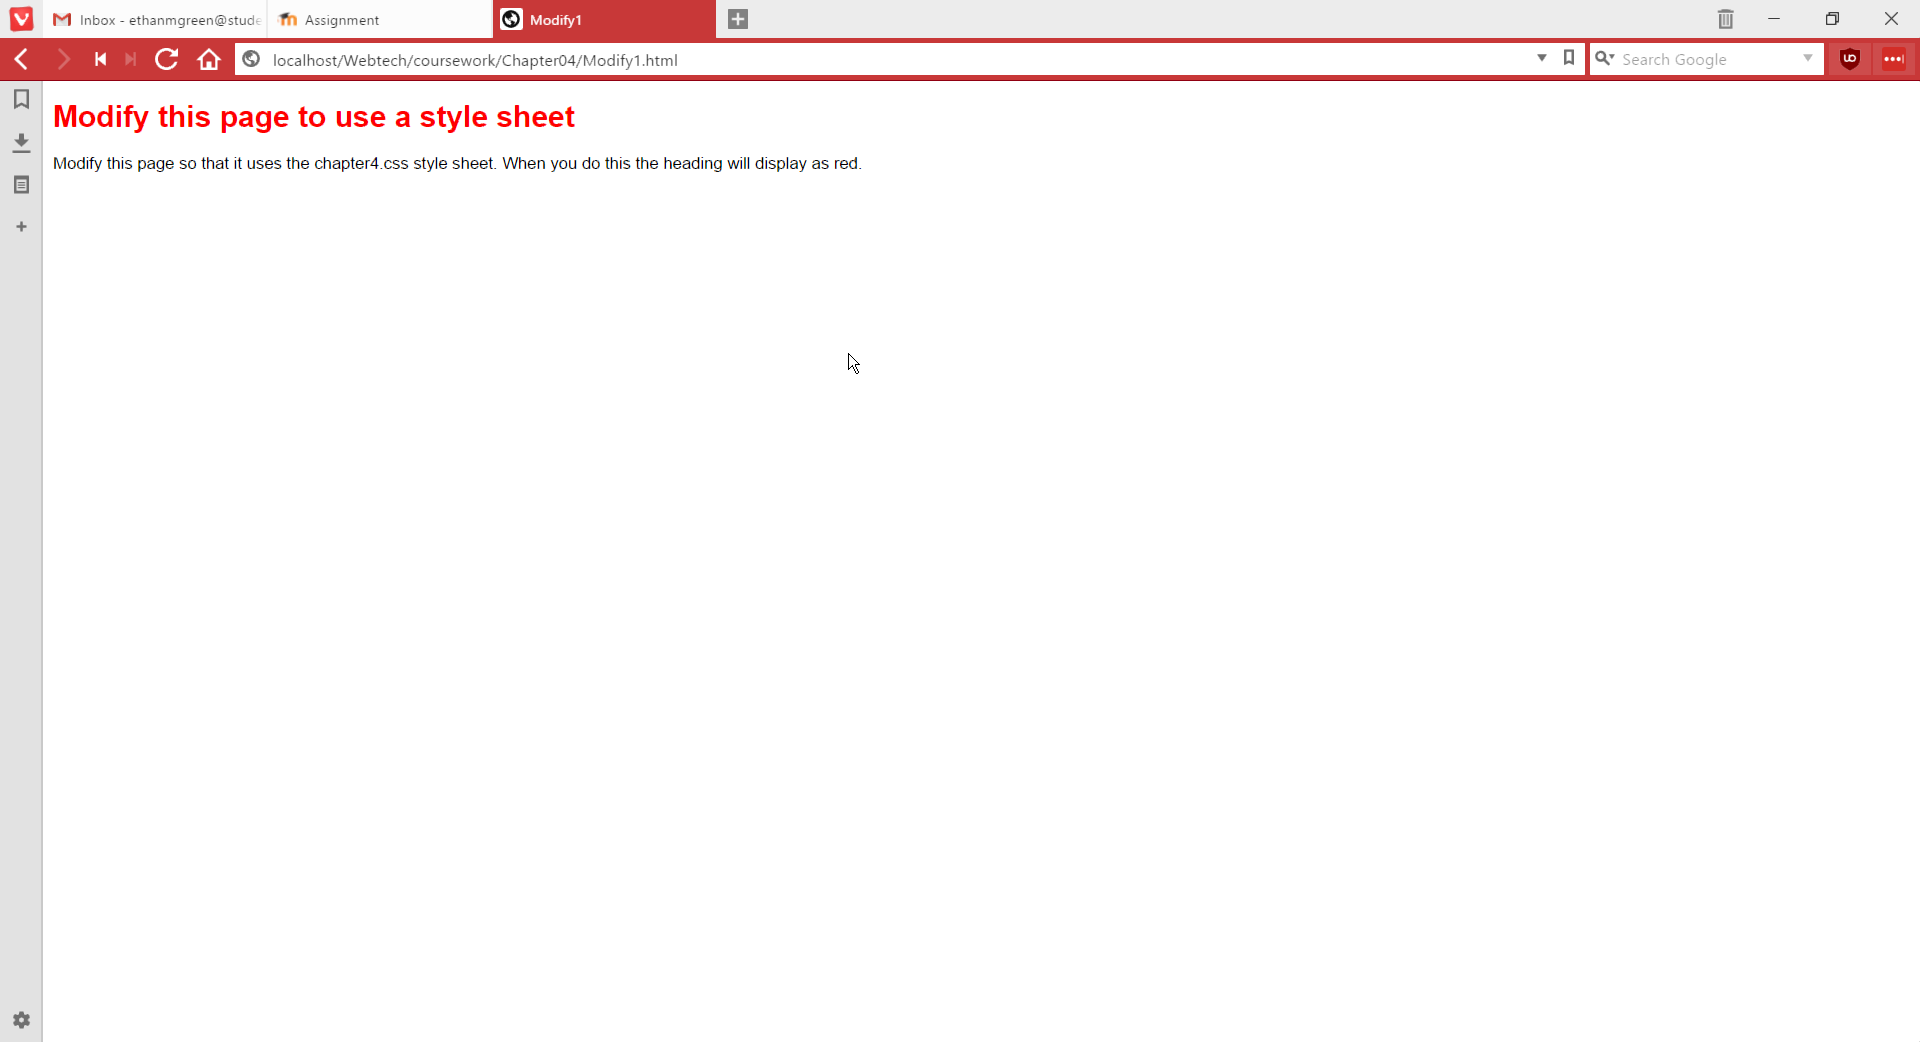 Inbox - ethanmgreen@stude
Assignment
Modify1
localhost/Webtech/coursework/Chapter04/Modify1.html
Search Google
Modify this page to use a style sheet
Modify this page so that it uses the chapter4.css style sheet. When you do this the heading will display as red.